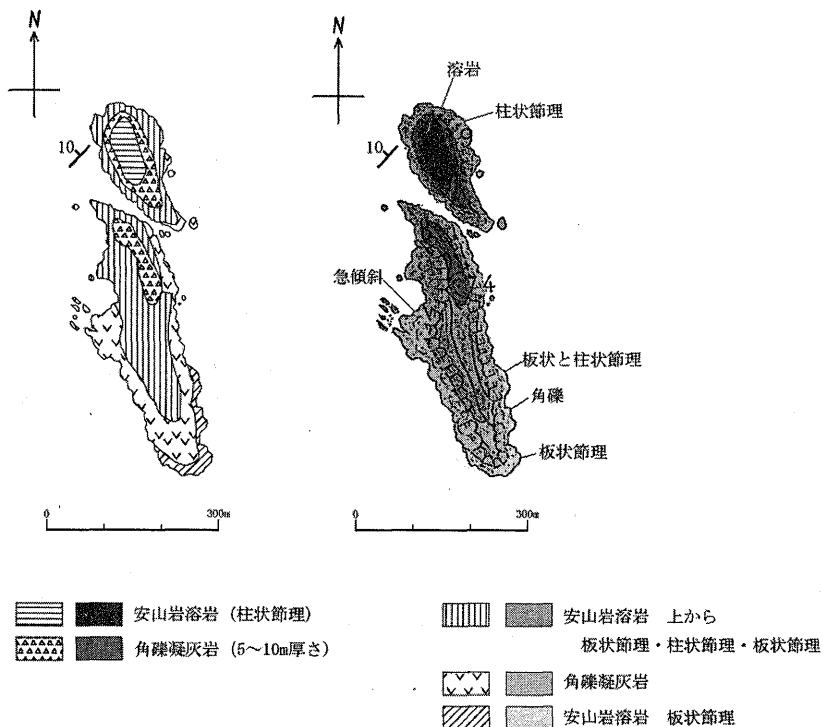 N
N
溶岩
柱状節理
10
10
急傾斜
74
板状と柱状節理
角礫
板状節理
0 300m
0 300m
安山岩溶岩 (柱状節理)
角礫凝灰岩 (5〜10m厚さ)
安山岩溶岩 上から
板状節理・柱状節理・板状節理
角礫凝灰岩
安山岩溶岩 板状節理